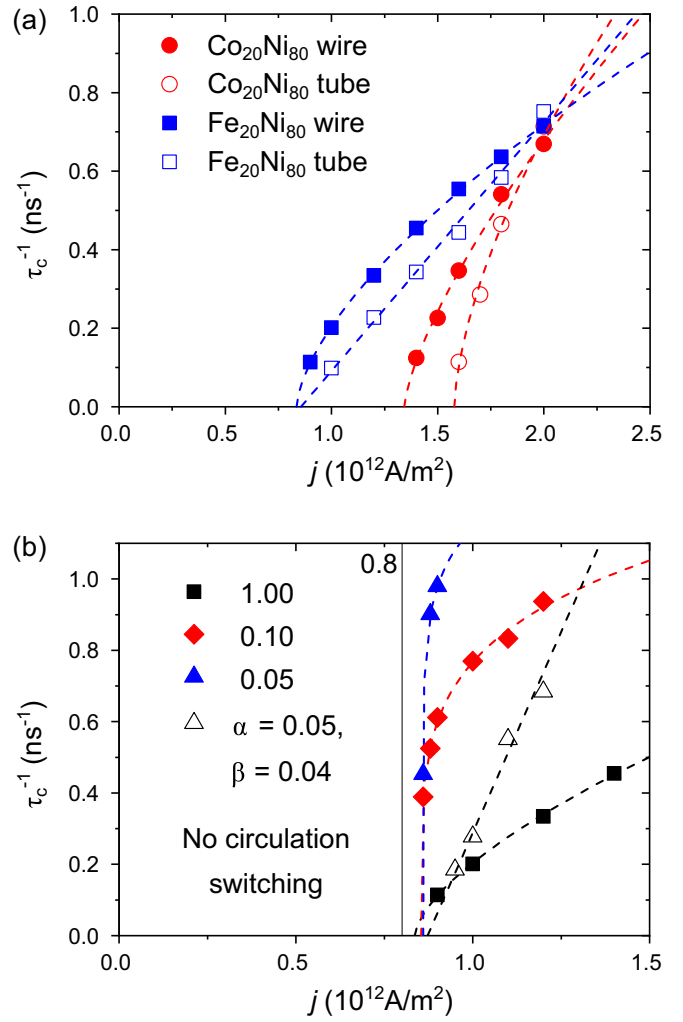 (a)
1.0
0.8
0.6
0.4
0.2
0.0
τc⁻¹ (ns⁻¹)
Co₂₀Ni₈₀ wire
Co₂₀Ni₈₀ tube
Fe₂₀Ni₈₀ wire
Fe₂₀Ni₈₀ tube
0.0 0.5 1.0 1.5 2.0 2.5
j (10¹²A/m²)
(b)
1.0
0.8
0.6
0.4
0.2
0.0
τc⁻¹ (ns⁻¹)
0.8
1.00
0.10
0.05
α = 0.05,
β = 0.04
No circulation
switching
0.0 0.5 1.0 1.5
j (10¹²A/m²)